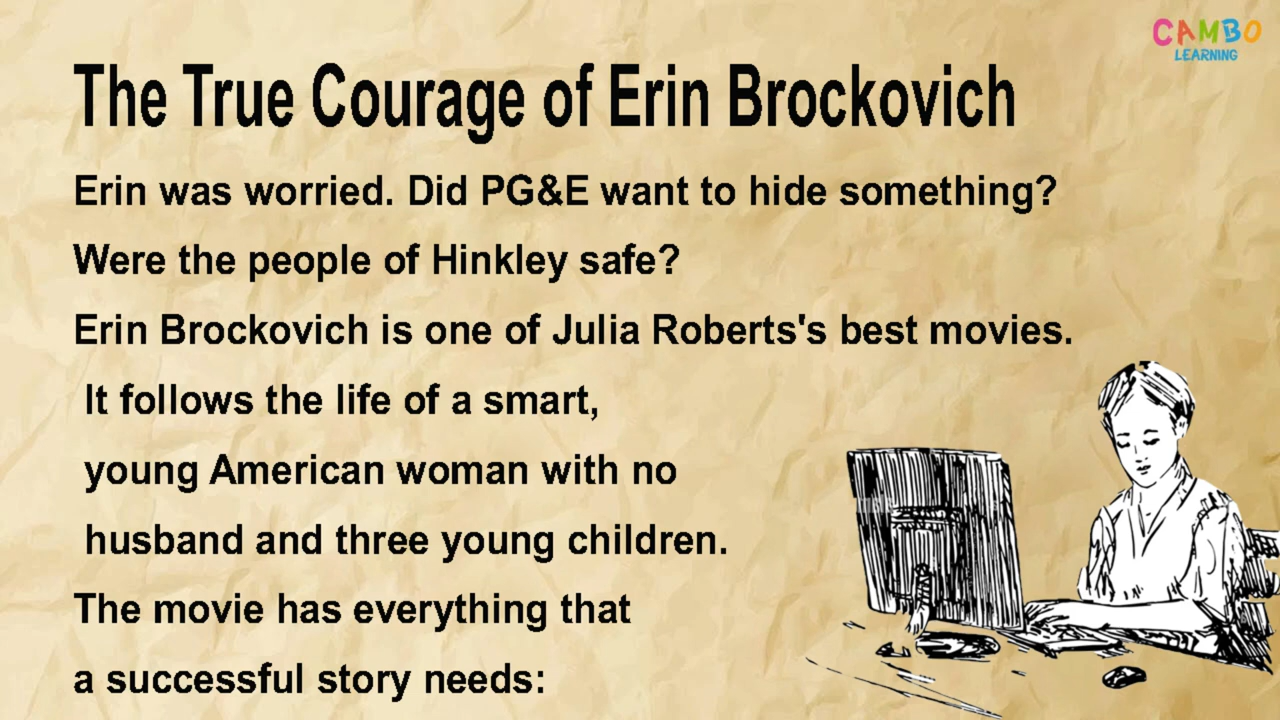 CAMBO
LEARNING
The True Courage of Erin Brockovich
Erin was worried. Did PG&E want to hide something?
Were the people of Hinkley safe?
Erin Brockovich is one of Julia Roberts's best movies.
It follows the life of a smart,
young American woman with no
husband and three young children.
The movie has everything that
a successful story needs: